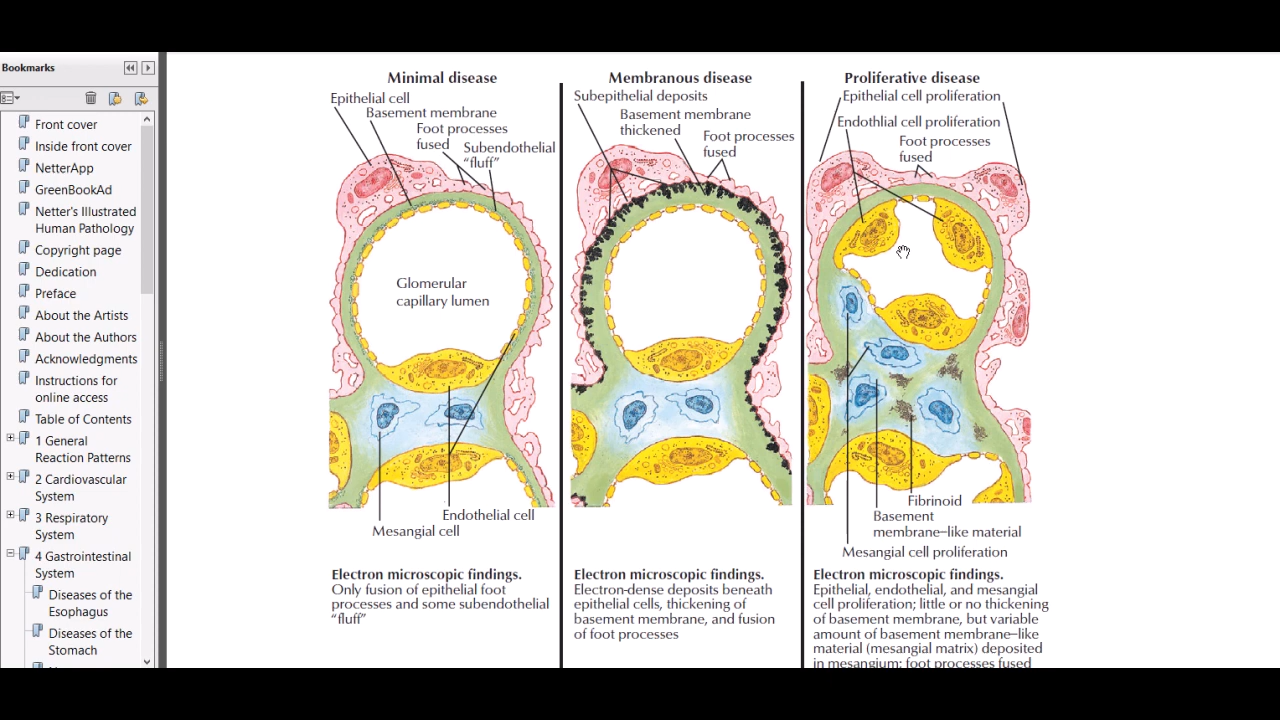 Bookmarks
Front cover
Inside front cover
NetterApp
GreenBookAd
Netter's Illustrated
Human Pathology
Copyright page
Dedication
Preface
About the Artists
About the Authors
Acknowledgments
Instructions for
online access
Table of Contents
1 General
Reaction Patterns
2 Cardiovascular
System
3 Respiratory
System
4 Gastrointestinal
System
Diseases of the
Esophagus
Diseases of the
Stomach
Minimal disease
Epithelial cell
Basement membrane
Foot processes
fused
Subendothelial
“fluff”
Glomerular
capillary lumen
Endothelial cell
Mesangial cell
Electron microscopic findings.
Only fusion of epithelial foot
processes and some subendothelial
“fluff”
Membranous disease
Subepithelial deposits
Basement membrane
thickened
Foot processes
fused
Electron microscopic findings.
Electron-dense deposits beneath
epithelial cells, thickening of
basement membrane, and fusion
of foot processes
Proliferative disease
Epithelial cell proliferation
Endothlial cell proliferation
Foot processes
fused
Fibrinoid
Basement
membrane–like material
Mesangial cell proliferation
Electron microscopic findings.
Epithelial, endothelial, and mesangial
cell proliferation; little or no thickening
of basement membrane, but variable
amount of basement membrane–like
material (mesangial matrix) deposited
in mesangium; foot processes fused